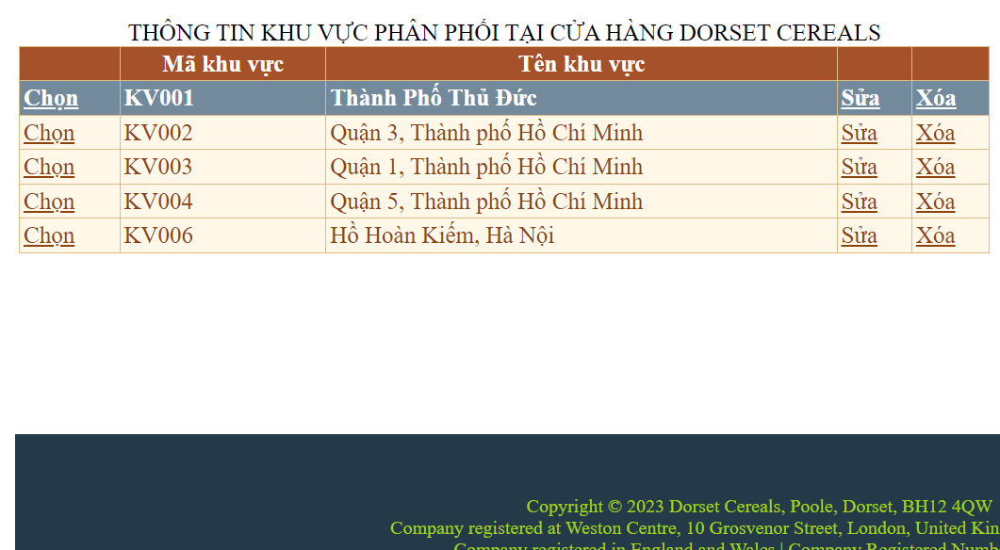 THÔNG TIN KHU VỰC PHÂN PHỐI TẠI CỬA HÀNG DORSET CEREALS
Mã khu vực Tên khu vực
Chọn KV001 Thành Phố Thủ Đức Sửa Xóa
Chọn KV002 Quận 3, Thành phố Hồ Chí Minh Sửa Xóa
Chọn KV003 Quận 1, Thành phố Hồ Chí Minh Sửa Xóa
Chọn KV004 Quận 5, Thành phố Hồ Chí Minh Sửa Xóa
Chọn KV006 Hồ Hoàn Kiếm, Hà Nội Sửa Xóa
Copyright © 2023 Dorset Cereals, Poole, Dorset, BH12 4QW
Company registered at Weston Centre, 10 Grosvenor Street, London, United Kin
Company registered in England and Wales | Company Registered